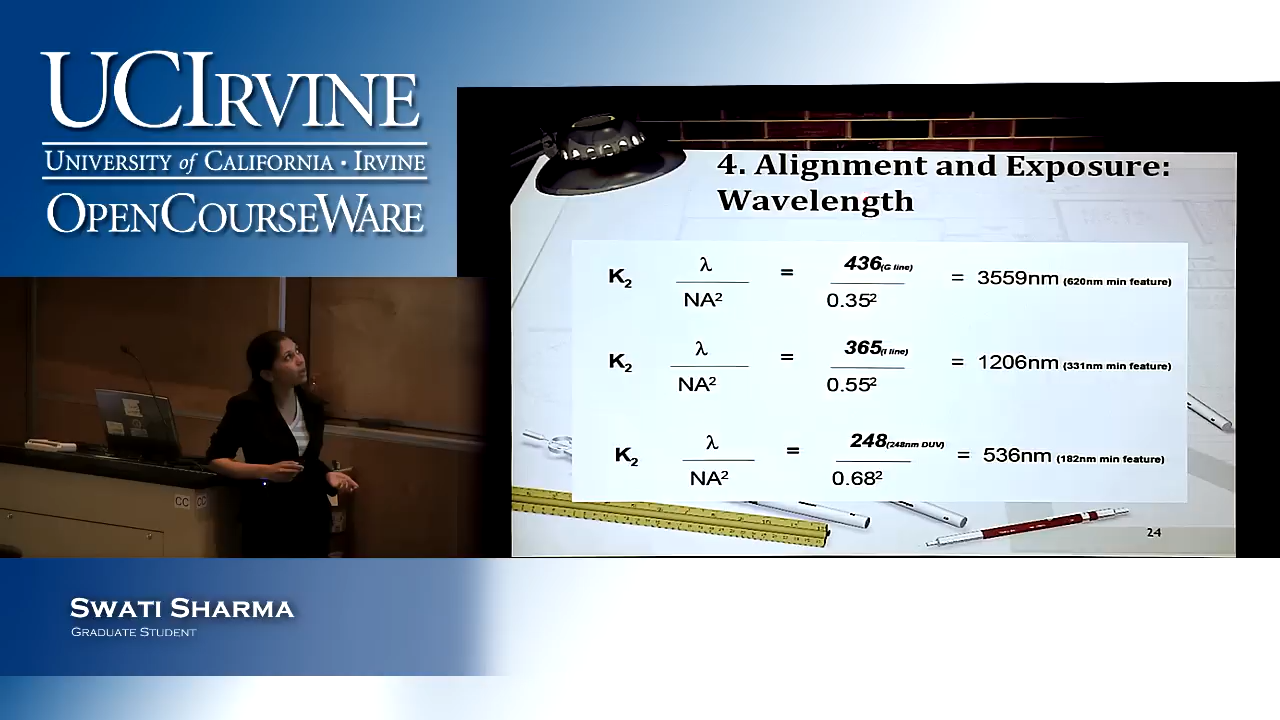 UCIRVINE
UNIVERSITY of CALIFORNIA · IRVINE
OPENCOURSEWARE
4. Alignment and Exposure:
Wavelength
K₂ λ / NA² = 436(G line) / 0.35² = 3559nm (620nm min feature)
K₂ λ / NA² = 365(I line) / 0.55² = 1206nm (331nm min feature)
K₂ λ / NA² = 248(248nm DUV) / 0.68² = 536nm (182nm min feature)
24
CC CC
SWATI SHARMA
GRADUATE STUDENT